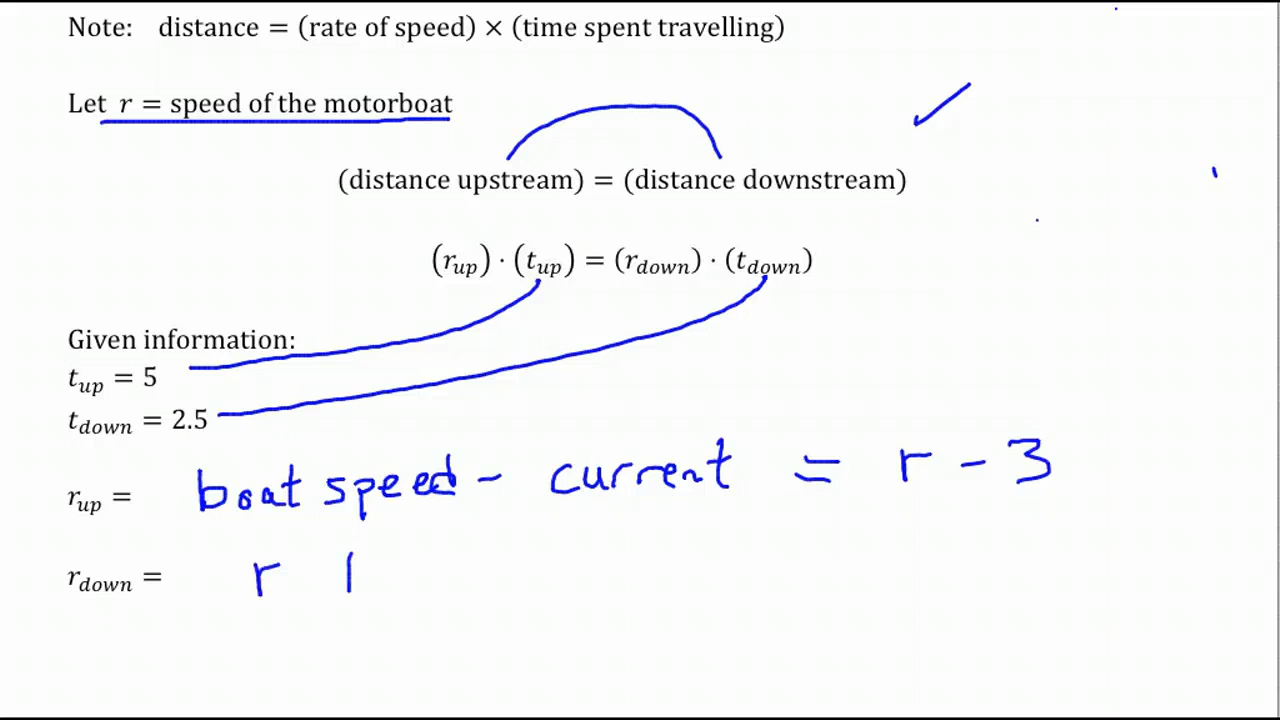 Note: distance = (rate of speed) × (time spent travelling)
Let r = speed of the motorboat
(distance upstream) = (distance downstream)
(r_up) · (t_up) = (r_down) · (t_down)
Given information:
t_up = 5
t_down = 2.5
r_up = boat speed - current = r - 3
r_down = r |